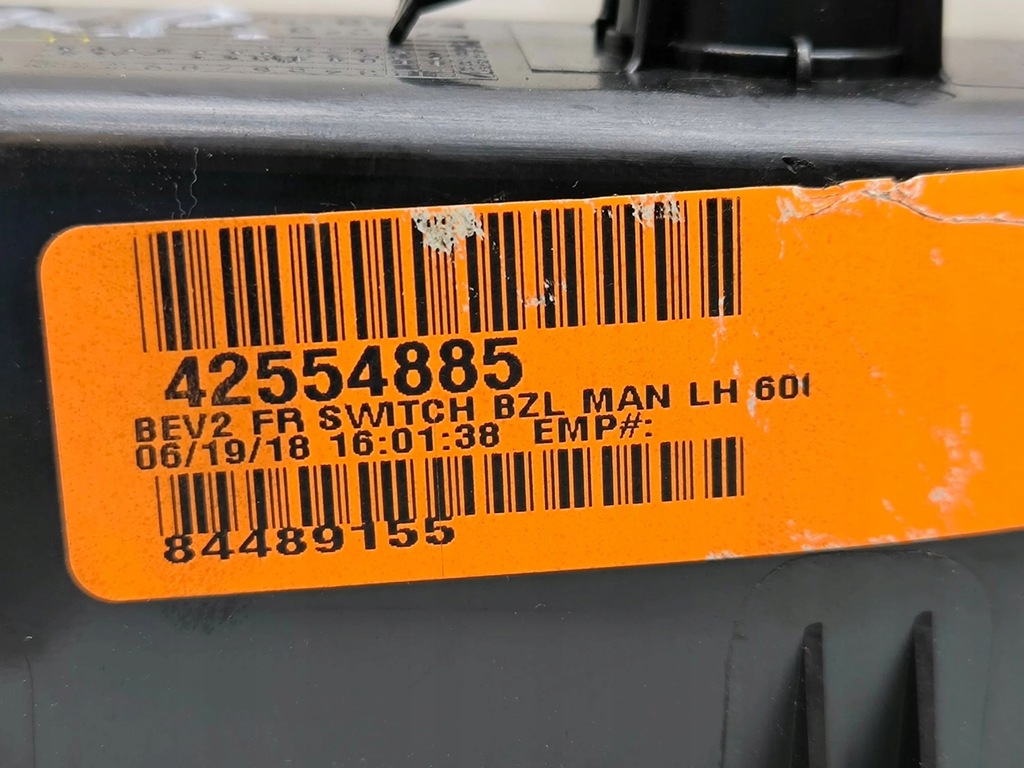 42554885
BEV2 FR SWITCH BZL MAN LH
06/19/18 16:01:38 EMP#:
84489155